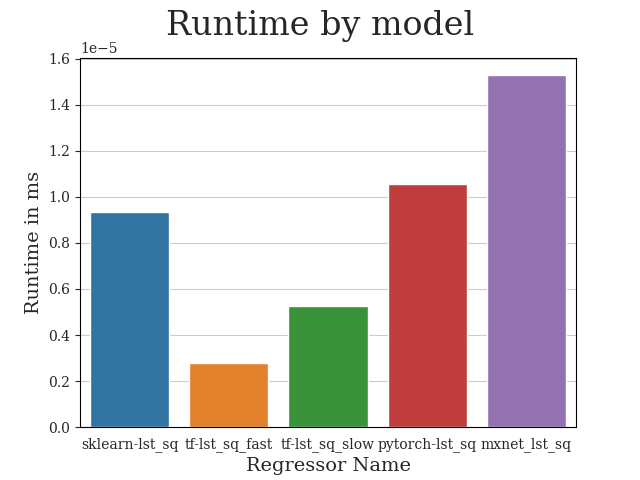 Runtime by model
1e−5
1.6
1.4
1.2
1.0
0.8
0.6
0.4
0.2
0.0
Runtime in ms
sklearn-lst_sq tf-lst_sq_fast tf-lst_sq_slow pytorch-lst_sq mxnet_lst_sq
Regressor Name